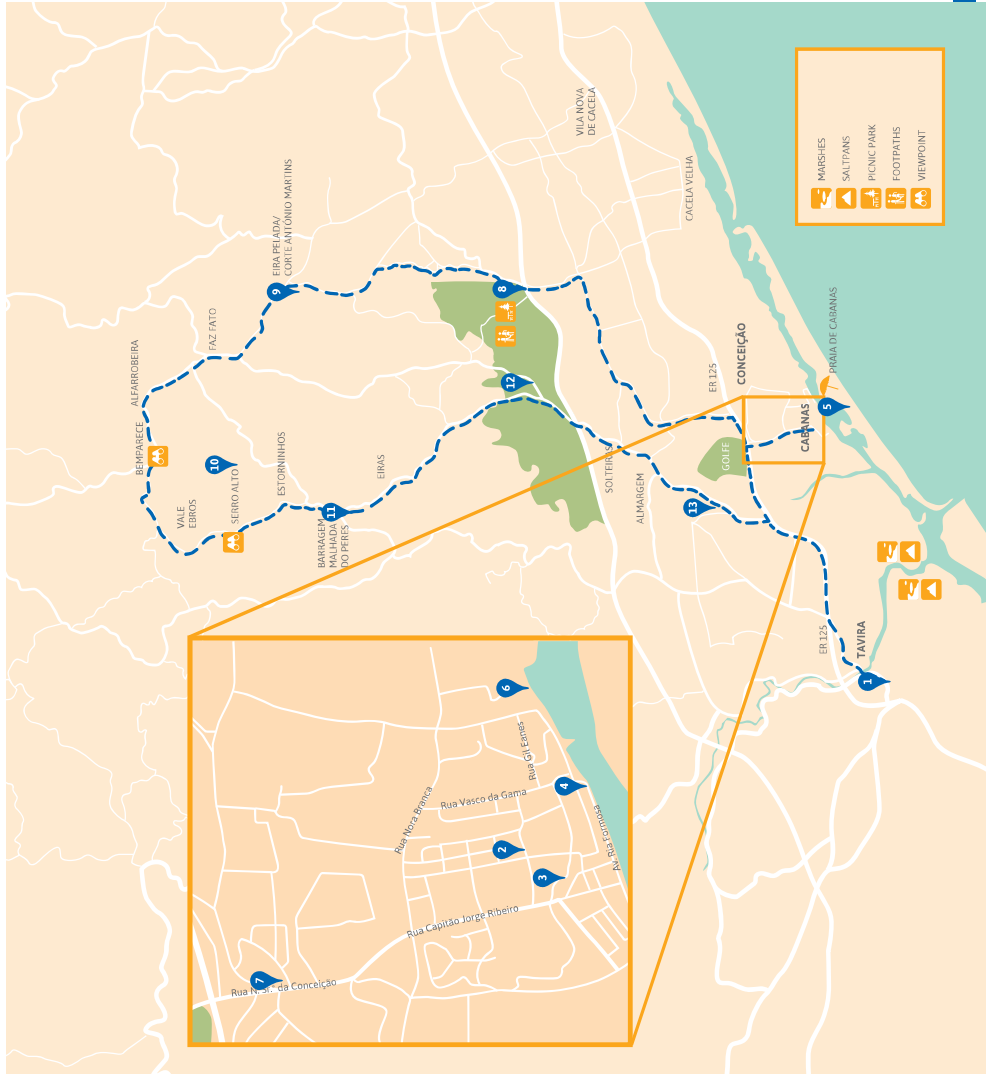 MARSHES
SALTPANS
PICNIC PARK
FOOTPATHS
VIEWPOINT
VILA NOVA
DE CACELA
CACELA VELHA
EIRA PELADA/
CORTE ANTÓNIO MARTINS
9
FAZ FATO
ALFARROBEIRA
BEMPARECE
VALE
EBROS
10
SERRO ALTO
ESTORNINHOS
11
BARRAGEM
MALHADA
DO PERES
EIRAS
8
12
SOLTEIRAS
ALMARGEM
13
GOLFE
ER 125
CONCEIÇÃO
CABANAS
5
PRAIA DE CABANAS
ER 125
TAVIRA
1
6
Rua Gil Eanes
4
Rua Vasco da Gama
Rua Nora Branca
2
3
Av. Ria Formosa
Rua Capitão Jorge Ribeiro
7
Rua N. Sr.ª da Conceição